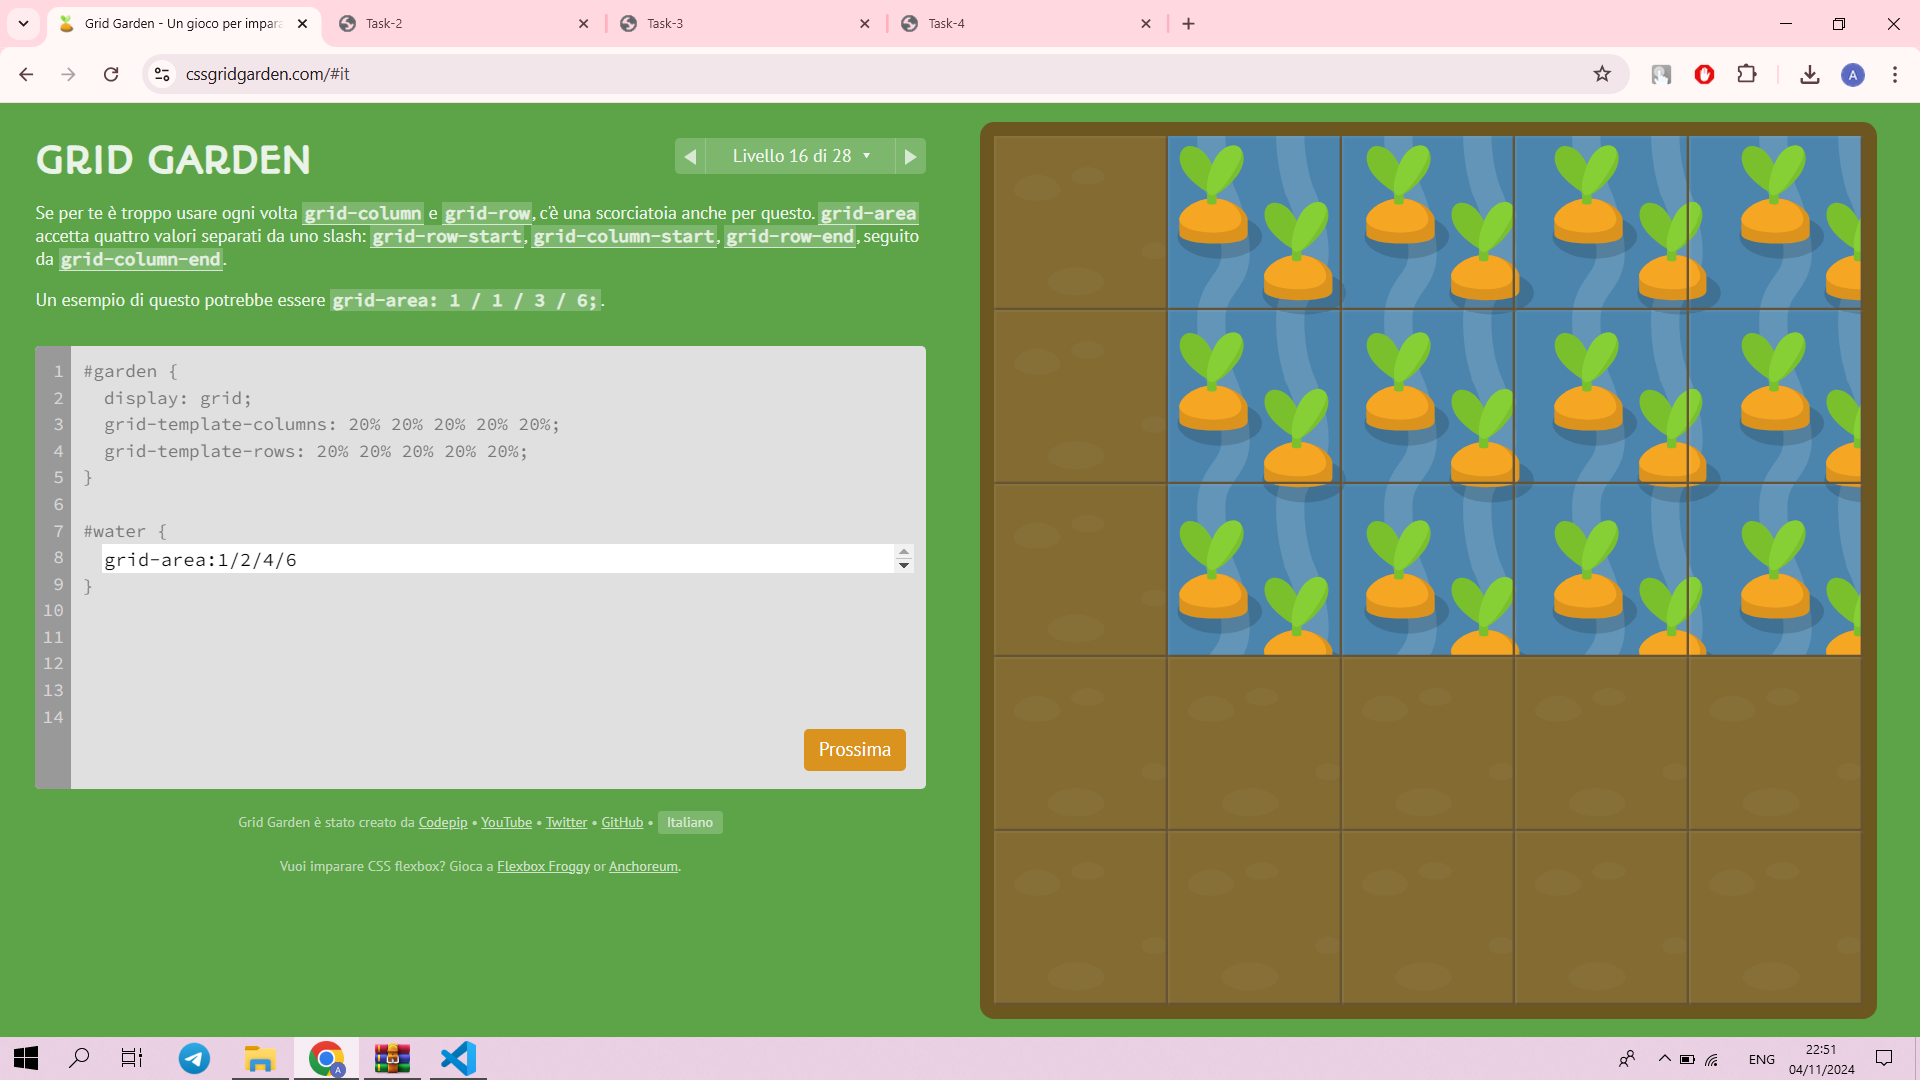 Grid Garden - Un gioco per impara
Task-2
Task-3
Task-4
cssgridgarden.com/#it
A
GRID GARDEN
Livello 16 di 28
Se per te è troppo usare ogni volta grid-column e grid-row, c'è una scorciatoia anche per questo. grid-area
accetta quattro valori separati da uno slash: grid-row-start, grid-column-start, grid-row-end, seguito
da grid-column-end.
Un esempio di questo potrebbe essere grid-area: 1 / 1 / 3 / 6;.
1 #garden {
2 display: grid;
3 grid-template-columns: 20% 20% 20% 20% 20%;
4 grid-template-rows: 20% 20% 20% 20% 20%;
5 }
6
7 #water {
8 grid-area:1/2/4/6
9 }
10
11
12
13
14
Prossima
Grid Garden è stato creato da Codepip • YouTube • Twitter • GitHub • Italiano
Vuoi imparare CSS flexbox? Gioca a Flexbox Froggy or Anchoreum.
A
ENG
22:51
04/11/2024